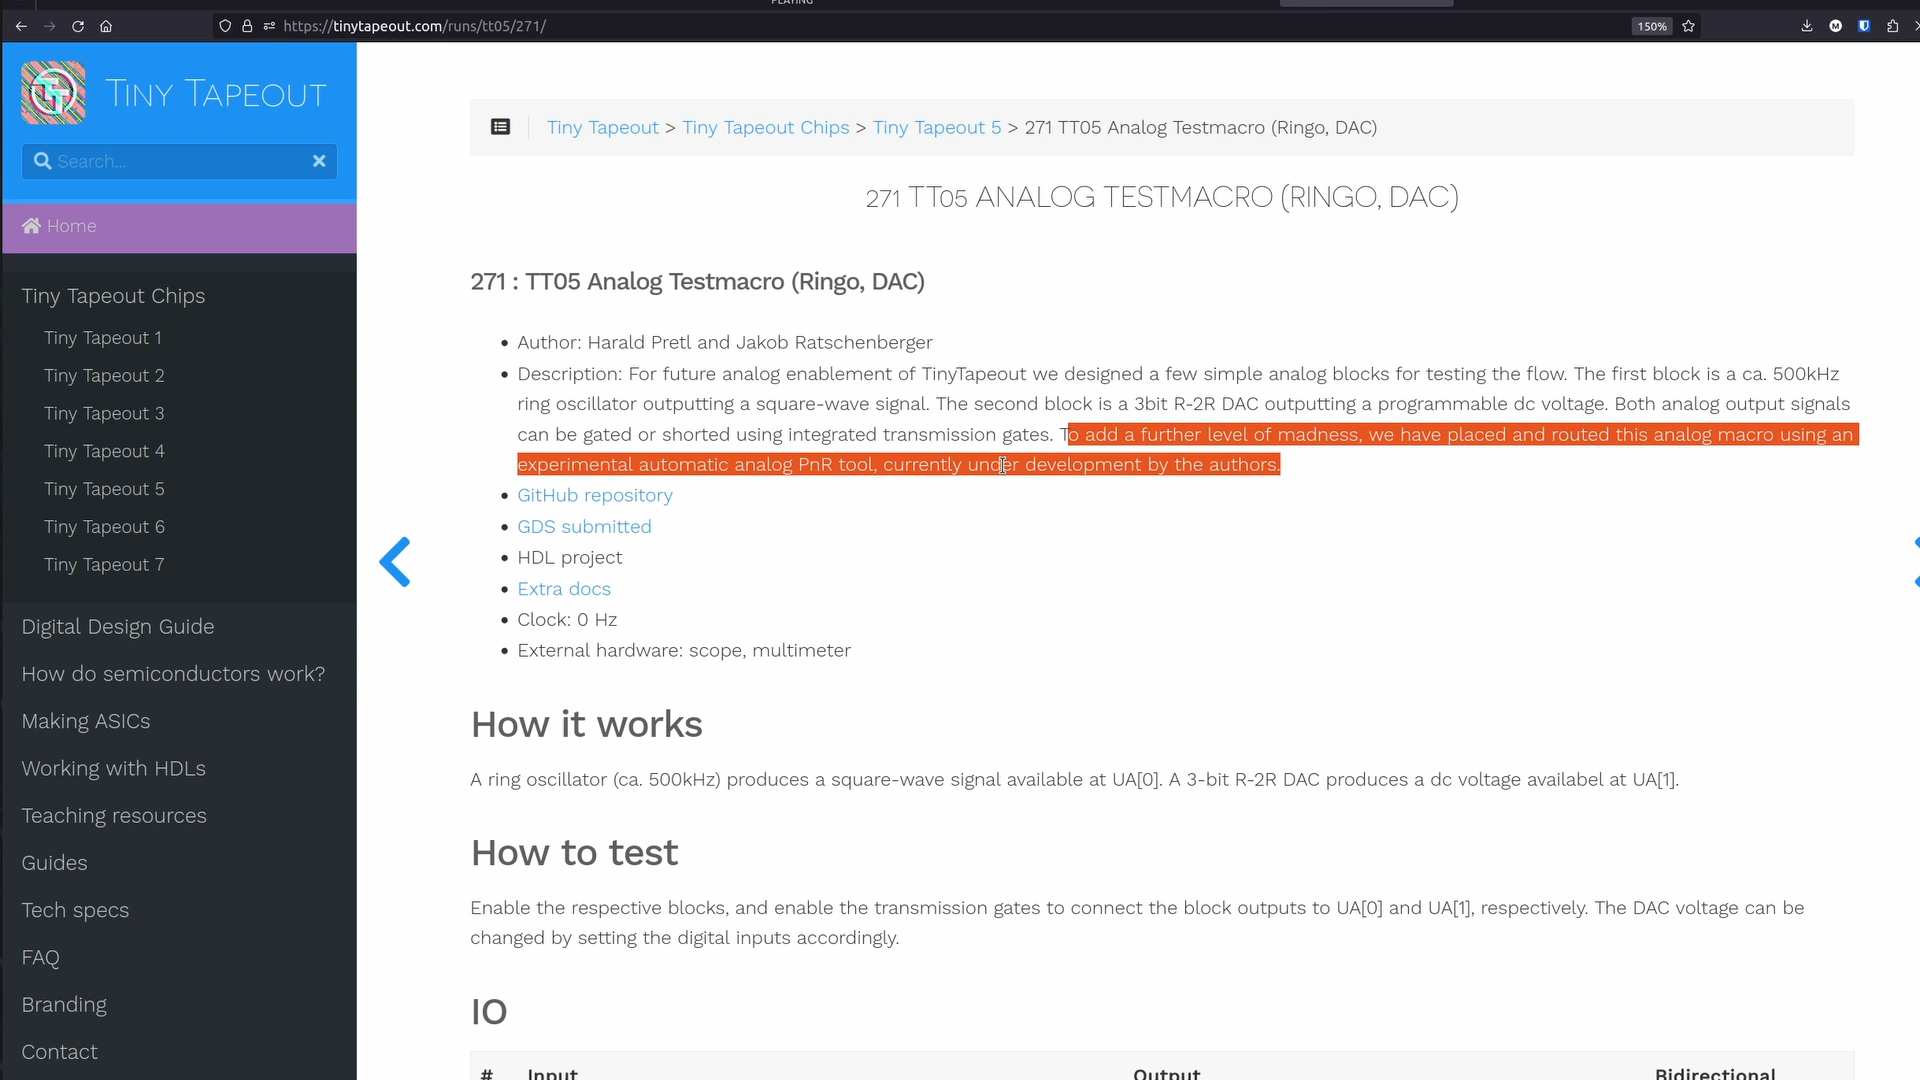 PLAYING
https://tinytapeout.com/runs/tt05/271/
150%
M
TINY TAPEOUT
Search...
Home
Tiny Tapeout Chips
Tiny Tapeout 1
Tiny Tapeout 2
Tiny Tapeout 3
Tiny Tapeout 4
Tiny Tapeout 5
Tiny Tapeout 6
Tiny Tapeout 7
Digital Design Guide
How do semiconductors work?
Making ASICs
Working with HDLs
Teaching resources
Guides
Tech specs
FAQ
Branding
Contact
Tiny Tapeout > Tiny Tapeout Chips > Tiny Tapeout 5 > 271 TT05 Analog Testmacro (Ringo, DAC)
271 TT05 ANALOG TESTMACRO (RINGO, DAC)
271 : TT05 Analog Testmacro (Ringo, DAC)
• Author: Harald Pretl and Jakob Ratschenberger
• Description: For future analog enablement of TinyTapeout we designed a few simple analog blocks for testing the flow. The first block is a ca. 500kHz
ring oscillator outputting a square-wave signal. The second block is a 3bit R-2R DAC outputting a programmable dc voltage. Both analog output signals
can be gated or shorted using integrated transmission gates. To add a further level of madness, we have placed and routed this analog macro using an
experimental automatic analog PnR tool, currently under development by the authors.
• GitHub repository
• GDS submitted
• HDL project
• Extra docs
• Clock: 0 Hz
• External hardware: scope, multimeter
How it works
A ring oscillator (ca. 500kHz) produces a square-wave signal available at UA[0]. A 3-bit R-2R DAC produces a dc voltage availabel at UA[1].
How to test
Enable the respective blocks, and enable the transmission gates to connect the block outputs to UA[0] and UA[1], respectively. The DAC voltage can be
changed by setting the digital inputs accordingly.
IO
# Input Output Bidirectional